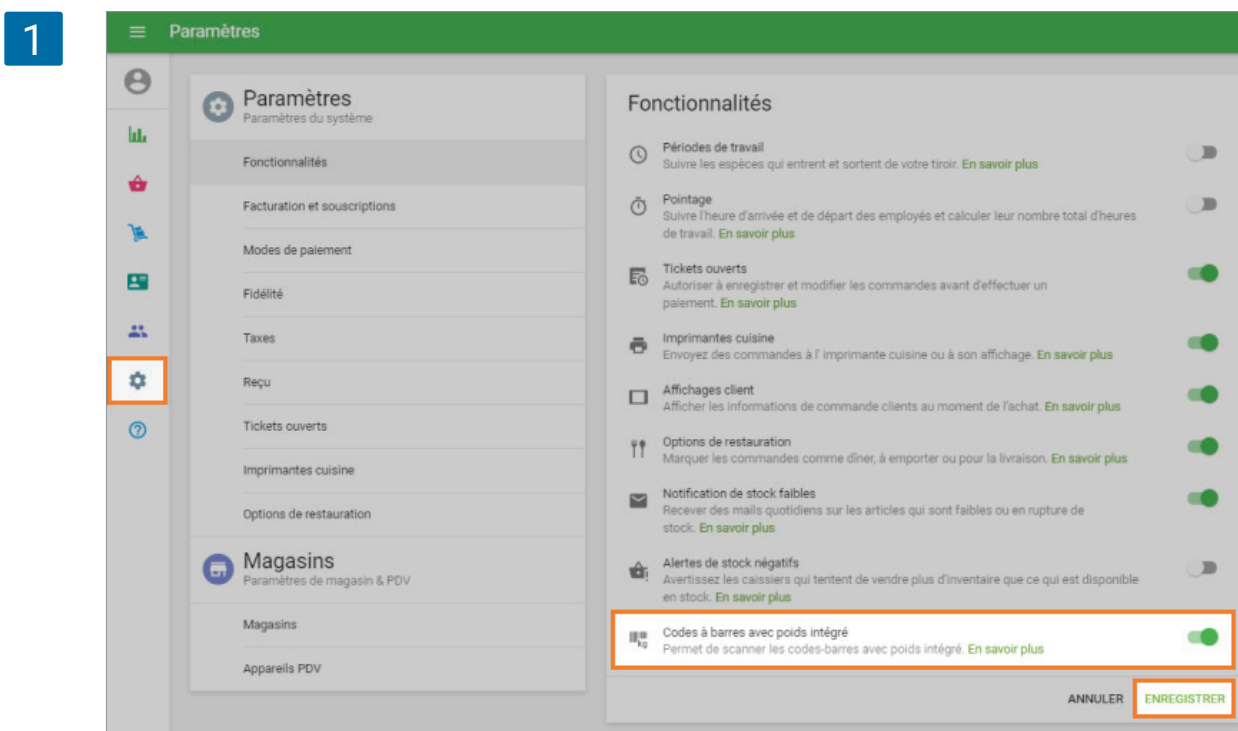 1
Paramètres
Paramètres
Paramètres du système
Fonctionnalités
Facturation et souscriptions
Modes de paiement
Fidélité
Taxes
Reçu
Tickets ouverts
Imprimantes cuisine
Options de restauration
Magasins
Paramètres de magasin & PDV
Magasins
Appareils PDV
Fonctionnalités
Périodes de travail
Suivre les espèces qui entrent et sortent de votre tiroir. En savoir plus
Pointage
Suivre l'heure d'arrivée et de départ des employés et calculer leur nombre total d'heures
de travail. En savoir plus
Tickets ouverts
Autoriser à enregistrer et modifier les commandes avant d'effectuer un
paiement. En savoir plus
Imprimantes cuisine
Envoyez des commandes à l' imprimante cuisine ou à son affichage. En savoir plus
Affichages client
Afficher les informations de commande clients au moment de l'achat. En savoir plus
Options de restauration
Marquer les commandes comme dîner, à emporter ou pour la livraison. En savoir plus
Notification de stock faibles
Recever des mails quotidiens sur les articles qui sont faibles ou en rupture de
stock. En savoir plus
Alertes de stock négatifs
Avertissez les caissiers qui tentent de vendre plus d'inventaire que ce qui est disponible
en stock. En savoir plus
kg
Codes à barres avec poids intégré
Permet de scanner les codes-barres avec poids intégré. En savoir plus
ANNULER ENREGISTRER